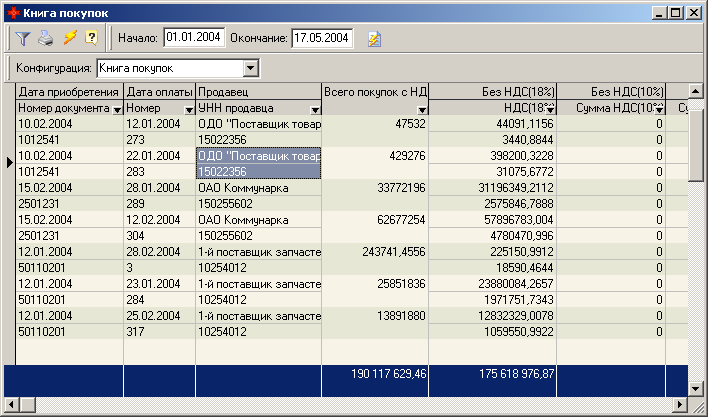 Книга покупок
Начало: 01.01.2004 Окончание: 17.05.2004
Конфигурация: Книга покупок
Дата приобретения Дата оплаты Продавец Всего покупок с НД Без НДС(18%) Без НДС(10%)
Номер документа Номер УНН продавца НДС(18%) Сумма НДС(10% Су
10.02.2004 12.01.2004 ОДО "Поставщик товар 47532 44091,1156 0
1012541 273 15022356 3440,8844 0
10.02.2004 22.01.2004 ОДО "Поставщик товар 429276 398200,3228 0
1012541 283 15022356 31075,6772 0
15.02.2004 28.01.2004 ОАО Коммунарка 33772196 31196349,2112 0
2501231 289 150255602 2575846,7888 0
15.02.2004 12.02.2004 ОАО Коммунарка 62677254 57896783,004 0
2501231 304 150255602 4780470,996 0
12.01.2004 28.02.2004 1-й поставщик запчасте 243741,4556 225150,9912 0
50110201 3 10254012 18590,4644 0
12.01.2004 23.01.2004 1-й поставщик запчасте 25851836 23880084,2657 0
50110201 284 10254012 1971751,7343 0
12.01.2004 25.02.2004 1-й поставщик запчасте 13891880 12832329,0078 0
50110201 317 10254012 1059550,9922 0
190 117 629,46 175 618 976,87